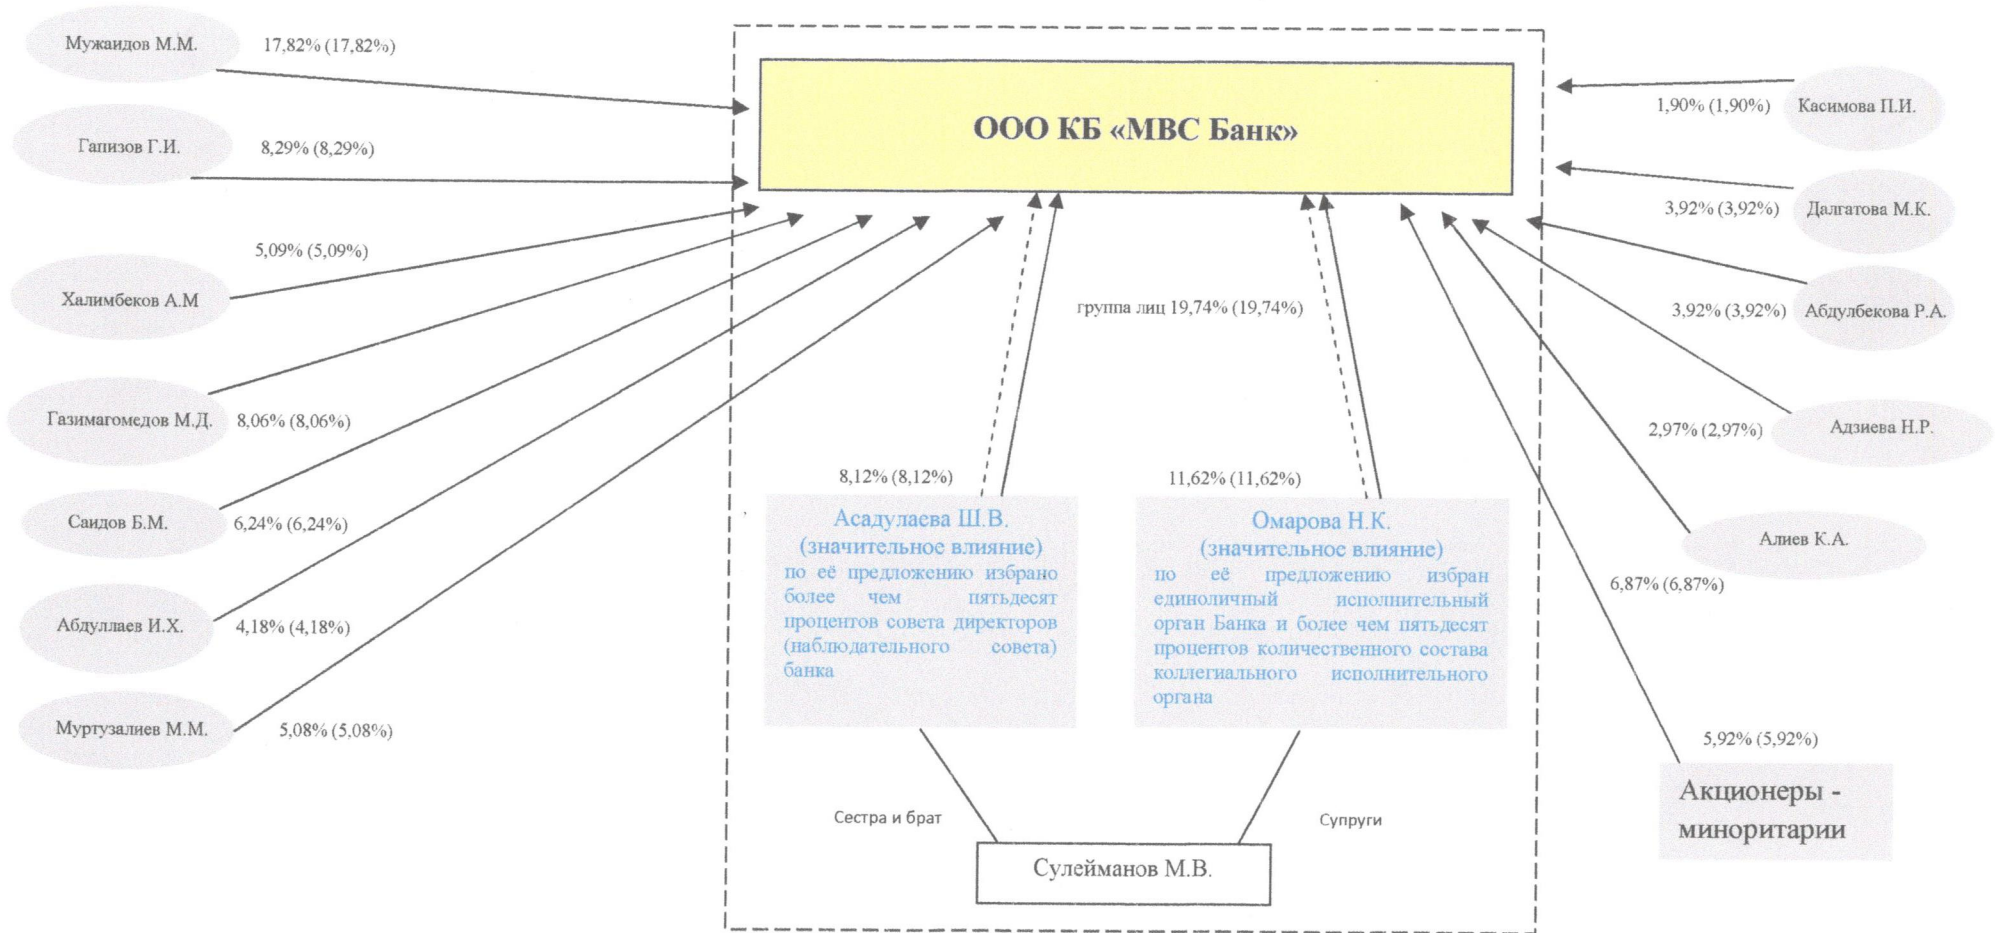 Мужаидов М.М.
17,82% (17,82%)
Гапизов Г.И.
8,29% (8,29%)
Халимбеков А.М
5,09% (5,09%)
Газимагомедов М.Д.
8,06% (8,06%)
Саидов Б.М.
6,24% (6,24%)
Абдуллаев И.Х.
4,18% (4,18%)
Муртузалиев М.М.
5,08% (5,08%)
ООО КБ «МВС Банк»
группа лиц 19,74% (19,74%)
8,12% (8,12%)
Асадулаева Ш.В.
(значительное влияние)
по её предложению избрано
более чем пятьдесят
процентов совета директоров
(наблюдательного совета)
банка
11,62% (11,62%)
Омарова Н.К.
(значительное влияние)
по её предложению избран
единоличный исполнительный
орган Банка и более чем пятьдесят
процентов количественного состава
коллегиального исполнительного
органа
Сестра и брат
Супруги
Сулейманов М.В.
1,90% (1,90%)
Касимова П.И.
3,92% (3,92%)
Далгатова М.К.
3,92% (3,92%)
Абдулбекова Р.А.
2,97% (2,97%)
Адзиева Н.Р.
Алиев К.А.
6,87% (6,87%)
5,92% (5,92%)
Акционеры -
миноритарии